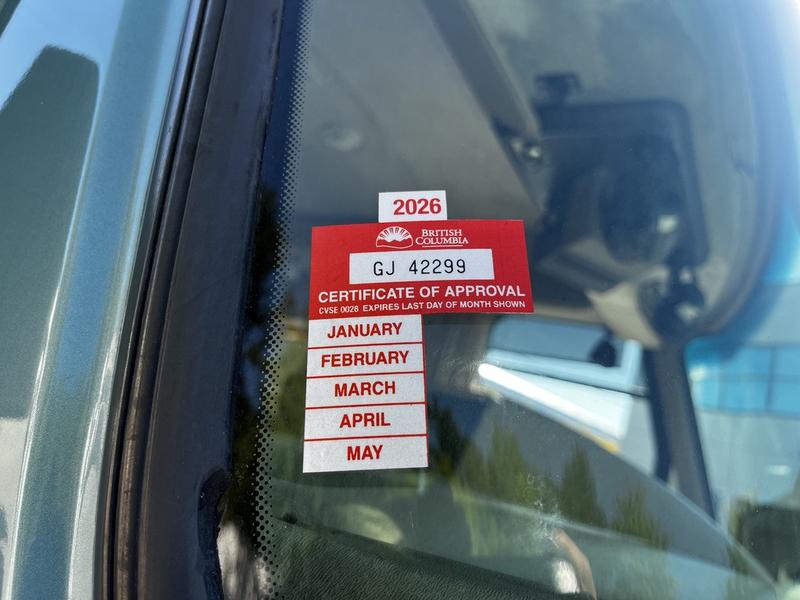 2026
BRITISH
COLUMBIA
GJ 42299
CERTIFICATE OF APPROVAL
CVSE 0028 EXPIRES LAST DAY OF MONTH SHOWN
JANUARY
FEBRUARY
MARCH
APRIL
MAY